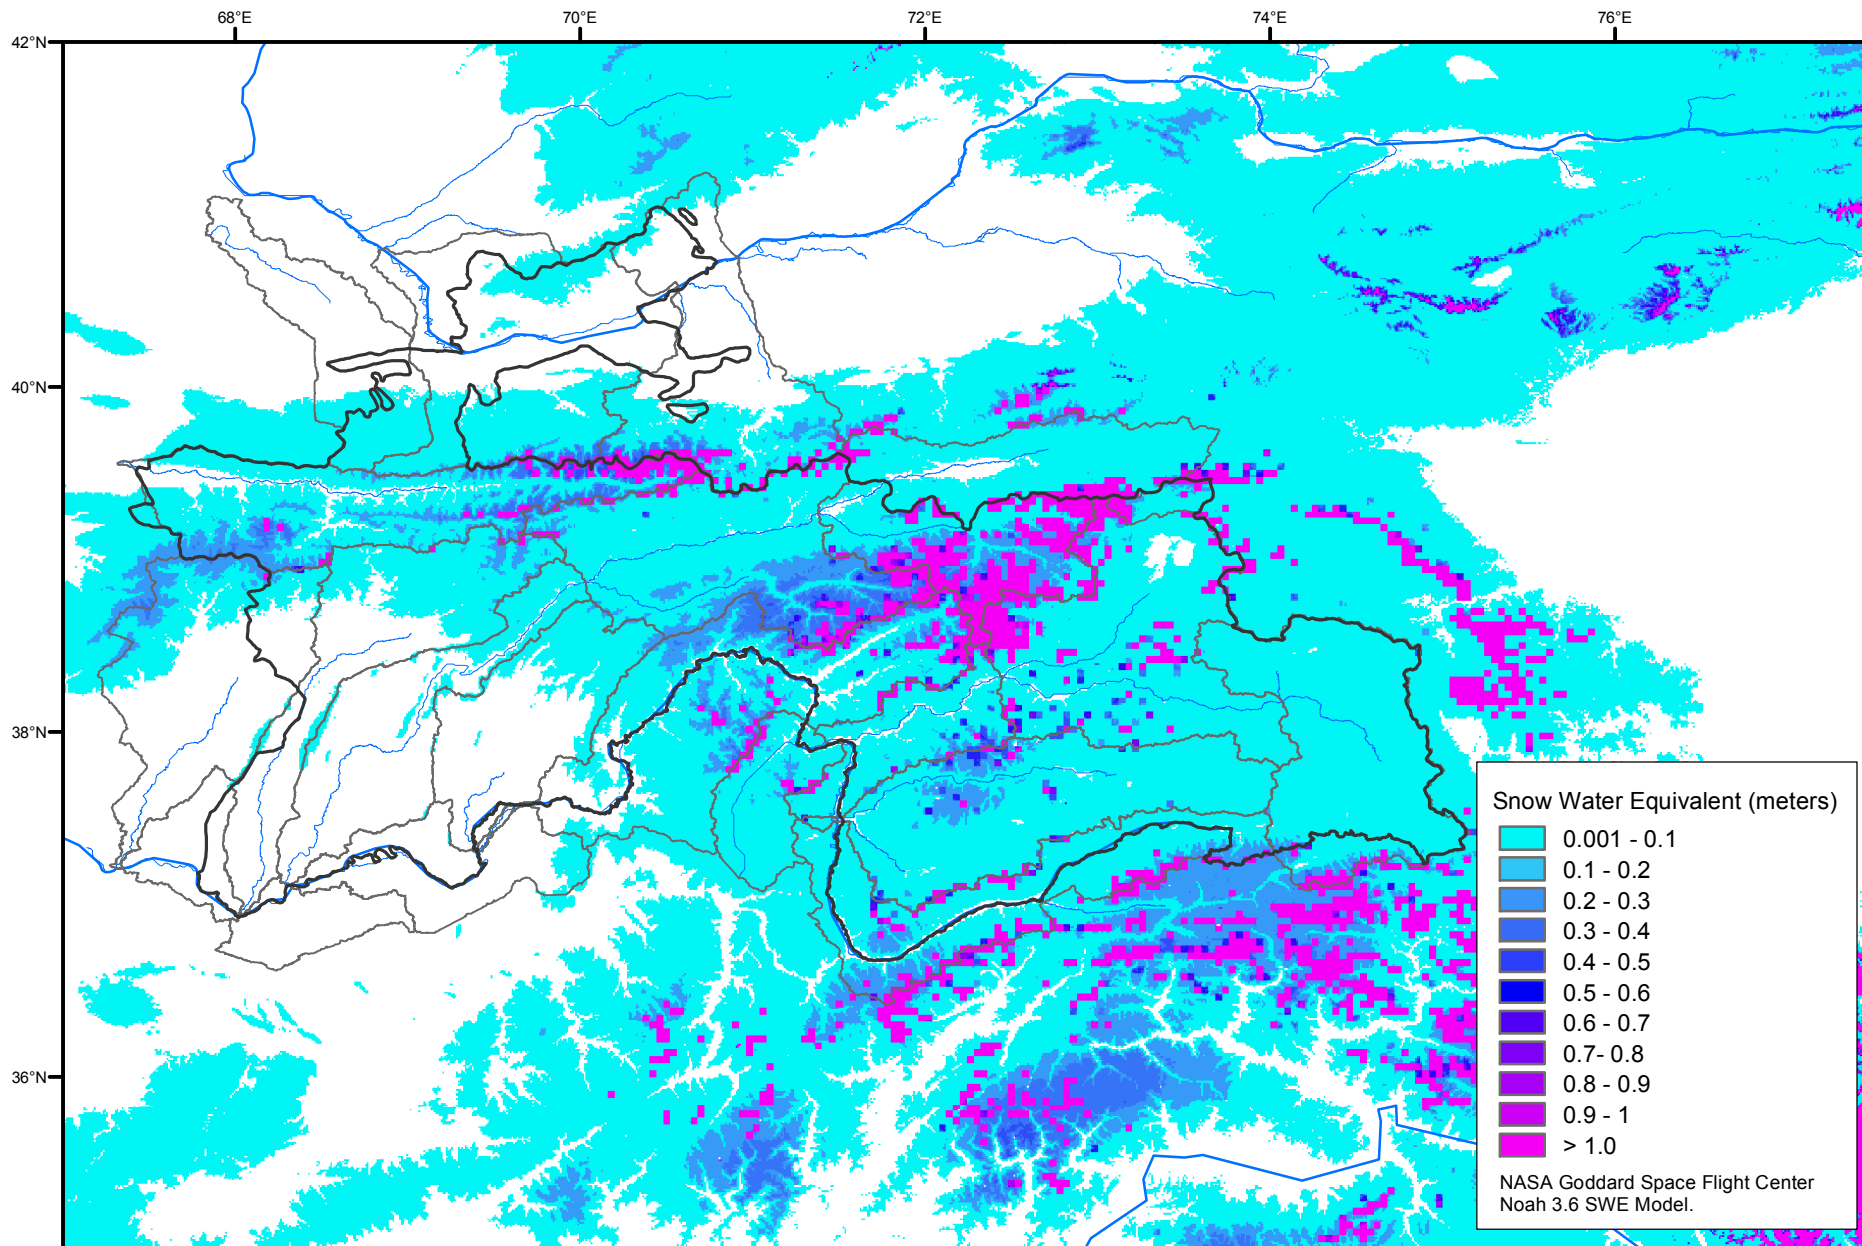 68°E
70°E
72°E
74°E
76°E
42°N
40°N
38°N
36°N
Snow Water Equivalent (meters)
0.001 - 0.1
0.1 - 0.2
0.2 - 0.3
0.3 - 0.4
0.4 - 0.5
0.5 - 0.6
0.6 - 0.7
0.7- 0.8
0.8 - 0.9
0.9 - 1
> 1.0
NASA Goddard Space Flight Center
Noah 3.6 SWE Model.